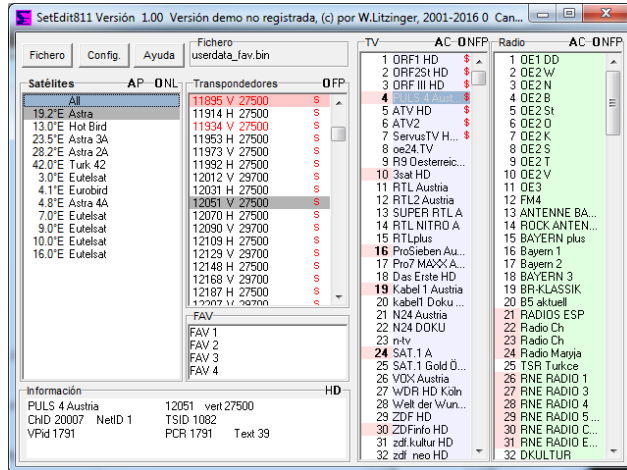 SetEdit811 Versión 1.00 Versión demo no registrada, (c) por W.Litzinger, 2001-2016 0 Can...
Fichero
Config.
Ayuda
Fichero
userdata_fav.bin
Satélites AP ONL
All
19.2°E Astra
13.0°E Hot Bird
23.5°E Astra 3A
28.2°E Astra 2A
42.0°E Turk 42
3.0°E Eutelsat
4.1°E Eurobird
4.8°E Astra 4A
7.0°E Eutelsat
9.0°E Eutelsat
10.0°E Eutelsat
16.0°E Eutelsat
Transpondedores OFP
11895 V 27500 S
11914 H 27500 S
11934 V 27500 S
11953 H 27500 S
11973 V 27500 S
11992 H 27500 S
12012 V 29700 S
12031 H 27500 S
12051 V 27500 S
12070 H 27500 S
12090 V 29700 S
12109 H 27500 S
12129 V 29700 S
12148 H 27500 S
12168 V 29700 S
12187 H 27500 S
12207 V 29700 S
FAV
FAV 1
FAV 2
FAV 3
FAV 4
Información HD
PULS 4 Austria 12051 vert 27500
ChID 20007 NetID 1 TSID 1082
VPid 1791 PCR 1791 Text 39
TV AC-ONFP
1 ORF1 HD $
2 ORF2St HD $
3 ORF III HD $
4 PULS 4 Aust... $
5 ATV HD $
6 ATV2 $
7 ServusTV H... $
8 oe24.TV
9 R9 Oesterreic...
10 3sat HD
11 RTL Austria
12 RTL2 Austria
13 SUPER RTL A
14 RTL NITRO A
15 RTLplus
16 ProSieben Au...
17 Pro7 MAXX A...
18 Das Erste HD
19 Kabel 1 Austria
20 kabel1 Doku ...
21 N24 Austria
22 N24 DOKU
23 n-tv
24 SAT.1 A
25 SAT.1 Gold Ö...
26 VOX Austria
27 WDR HD Köln
28 Welt der Wun...
29 ZDF HD
30 ZDFinfo HD
31 zdf.kultur HD
32 zdf_neo HD
Radio AC-ONFP
1 OE1 DD
2 OE2 W
3 OE2 N
4 OE2 B
5 OE2 St
6 OE2 O
7 OE2 K
8 OE2 S
9 OE2 T
10 OE2 V
11 OE3
12 FM4
13 ANTENNE BA...
14 ROCK ANTEN...
15 BAYERN plus
16 Bayern 1
17 Bayern 2
18 BAYERN 3
19 BR-KLASSIK
20 B5 aktuell
21 RADIOS ESP
22 Radio Ch
23 Radio Ch
24 Radio Maryja
25 TSR Turkce
26 RNE RADIO 1
27 RNE RADIO 3
28 RNE RADIO 4
29 RNE RADIO 5...
30 RNE RADIO C...
31 RNE RADIO E...
32 DKULTUR